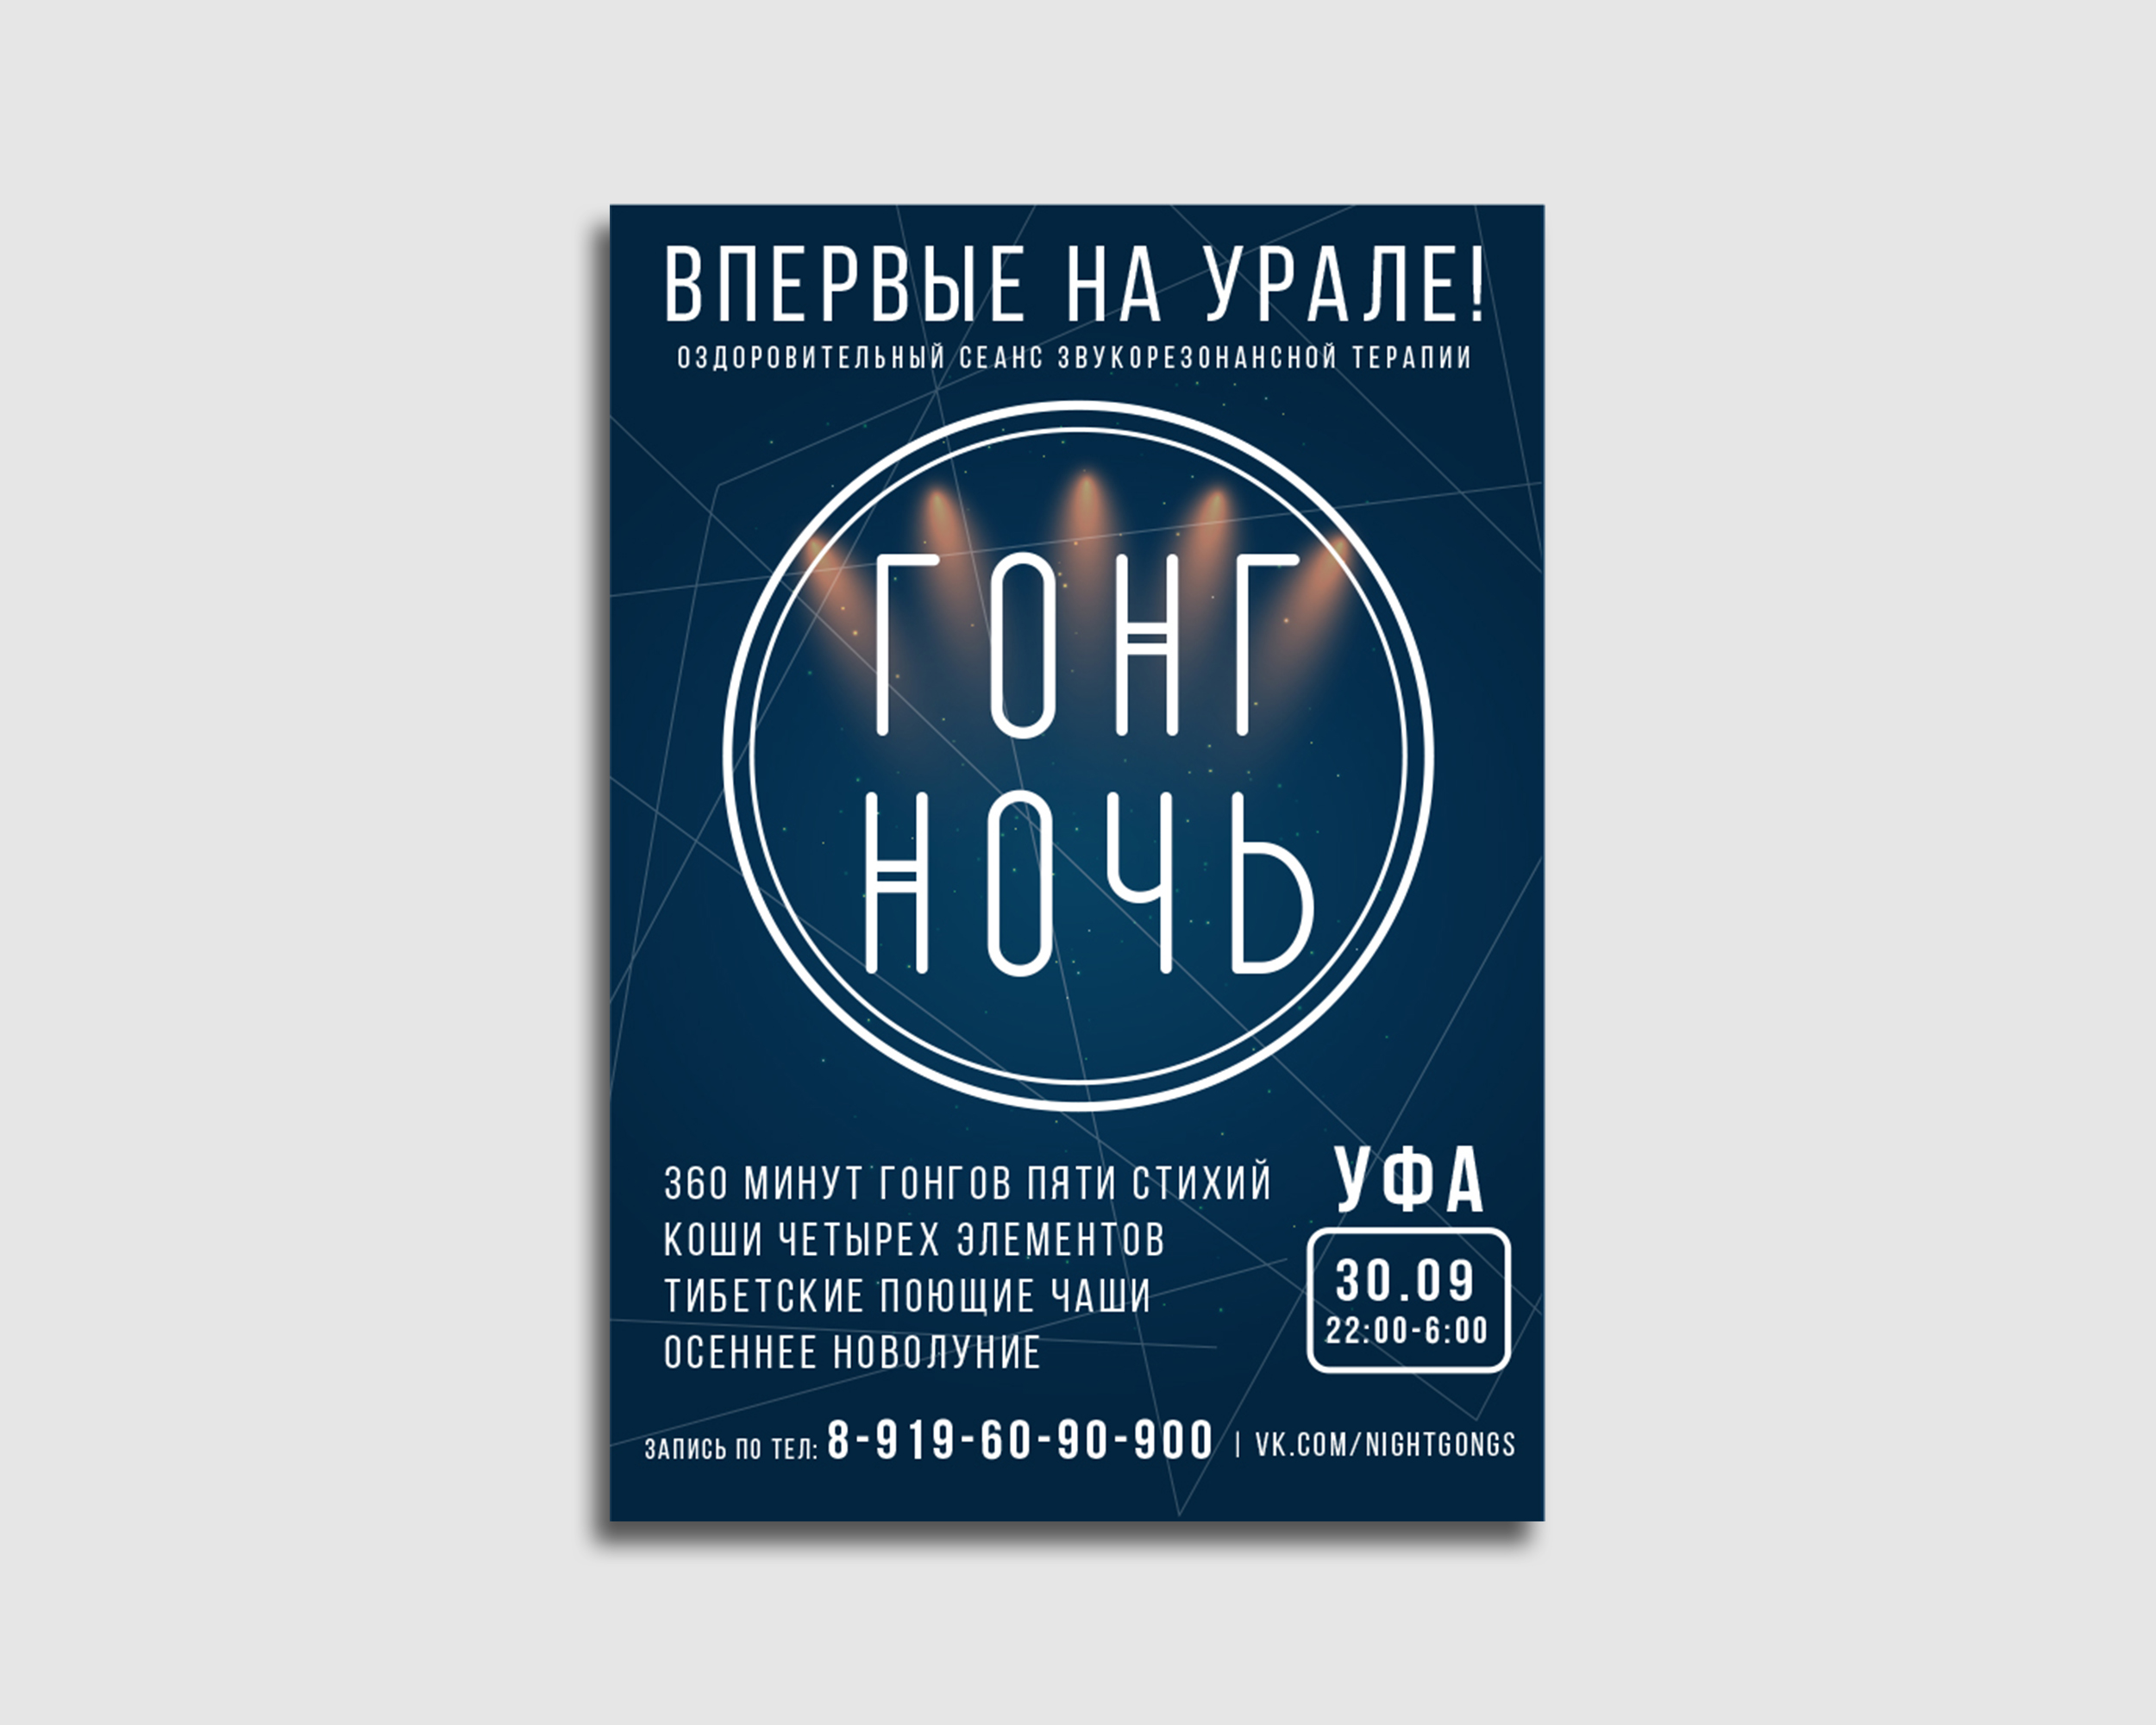 ВПЕРВЫЕ НА УРАЛЕ!
ОЗДОРОВИТЕЛЬНЫЙ СЕАНС ЗВУКОРЕЗОНАНСНОЙ ТЕРАПИИ
ГОНГ
НОЧЬ
360 МИНУТ ГОНГОВ ПЯТИ СТИХИЙ
КОШИ ЧЕТЫРЕХ ЭЛЕМЕНТОВ
ТИБЕТСКИЕ ПОЮЩИЕ ЧАШИ
ОСЕННЕЕ НОВОЛУНИЕ
УФА
30.09
22:00-6:00
ЗАПИСЬ ПО ТЕЛ: 8-919-60-90-900 | VK.COM/NIGHTGONGS